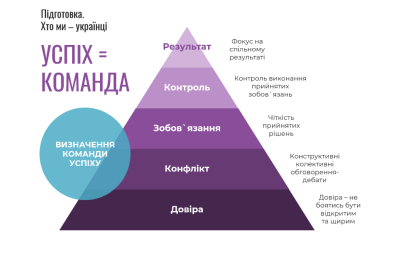 Підготовка.
Хто ми – українці
УСПІХ =
КОМАНДА
ВИЗНАЧЕННЯ
КОМАНДИ
УСПІХУ
Результат
Фокус на
спільному
результаті
Контроль
Контроль виконання
прийнятих
зобов`язань
Зобов`язання
Чіткість
прийнятих
рішень
Конфлікт
Конструктивні
колективні
обговорення-
дебати
Довіра
Довіра – не
боятись бути
відкритим
та щирим